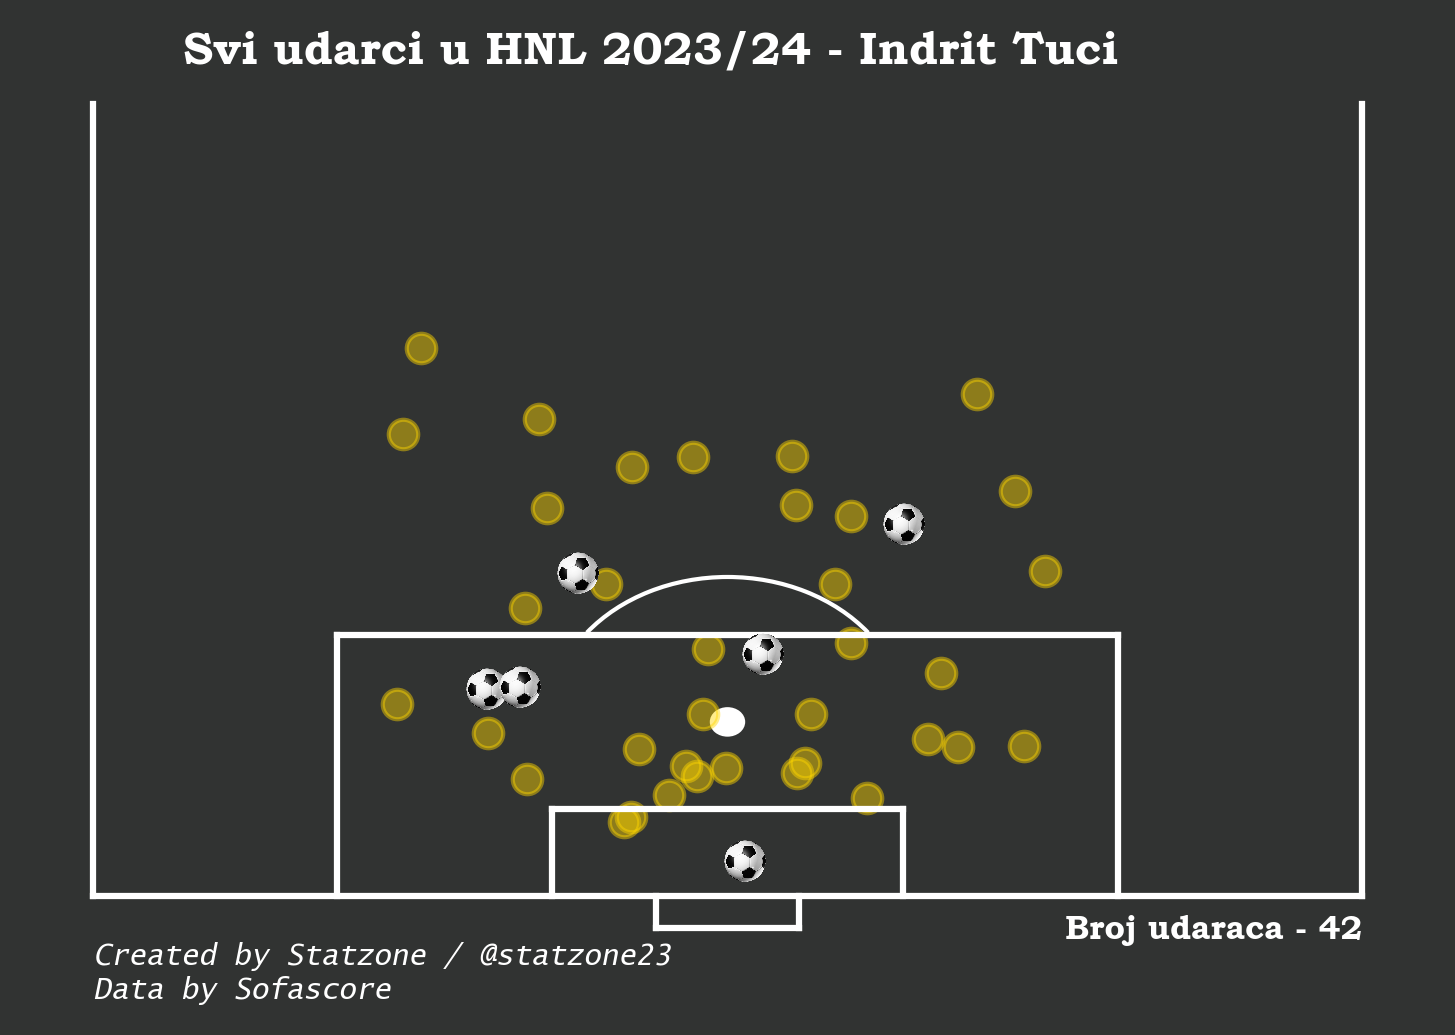 Svi udarci u HNL 2023/24 - Indrit Tuci
Broj udaraca - 42
Created by Statzone / @statzone23
Data by Sofascore